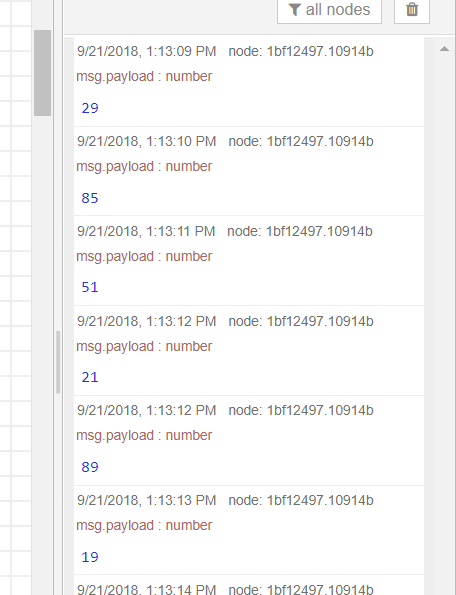 all nodes
9/21/2018, 1:13:09 PM node: 1bf12497.10914b
msg.payload : number
29
9/21/2018, 1:13:10 PM node: 1bf12497.10914b
msg.payload : number
85
9/21/2018, 1:13:11 PM node: 1bf12497.10914b
msg.payload : number
51
9/21/2018, 1:13:12 PM node: 1bf12497.10914b
msg.payload : number
21
9/21/2018, 1:13:12 PM node: 1bf12497.10914b
msg.payload : number
89
9/21/2018, 1:13:13 PM node: 1bf12497.10914b
msg.payload : number
19
9/21/2018, 1:13:14 PM node: 1bf12497.10914b